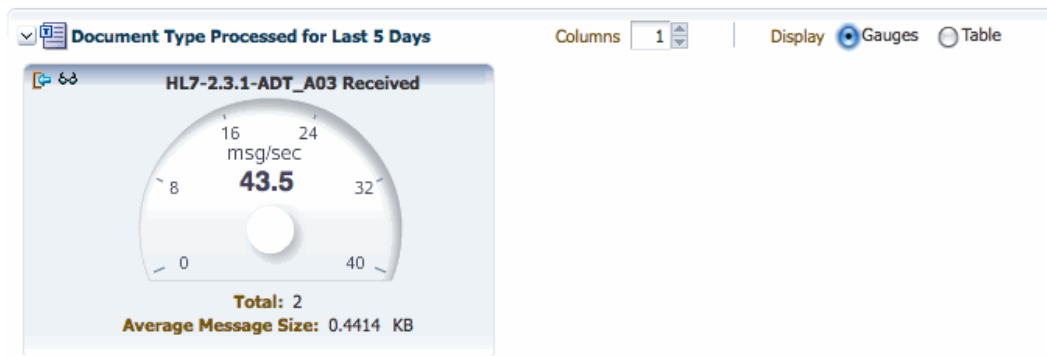 Document Type Processed for Last 5 Days Columns 1 Display Gauges Table
HL7-2.3.1-ADT_A03 Received
16 24
msg/sec
8 43.5 32
0 40
Total: 2
Average Message Size: 0.4414 KB